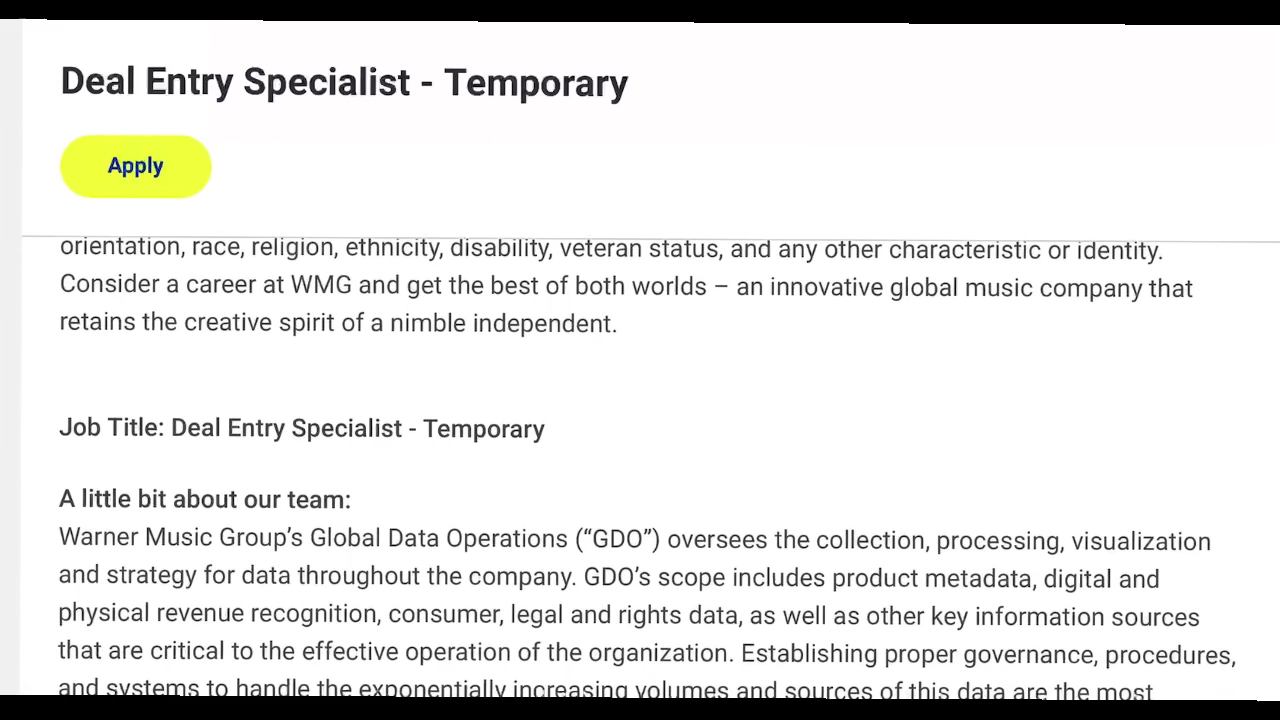 Deal Entry Specialist - Temporary
Apply
orientation, race, religion, ethnicity, disability, veteran status, and any other characteristic or identity.
Consider a career at WMG and get the best of both worlds – an innovative global music company that
retains the creative spirit of a nimble independent.
Job Title: Deal Entry Specialist - Temporary
A little bit about our team:
Warner Music Group’s Global Data Operations (“GDO”) oversees the collection, processing, visualization
and strategy for data throughout the company. GDO’s scope includes product metadata, digital and
physical revenue recognition, consumer, legal and rights data, as well as other key information sources
that are critical to the effective operation of the organization. Establishing proper governance, procedures,
and systems to handle the exponentially increasing volumes and sources of this data are the most